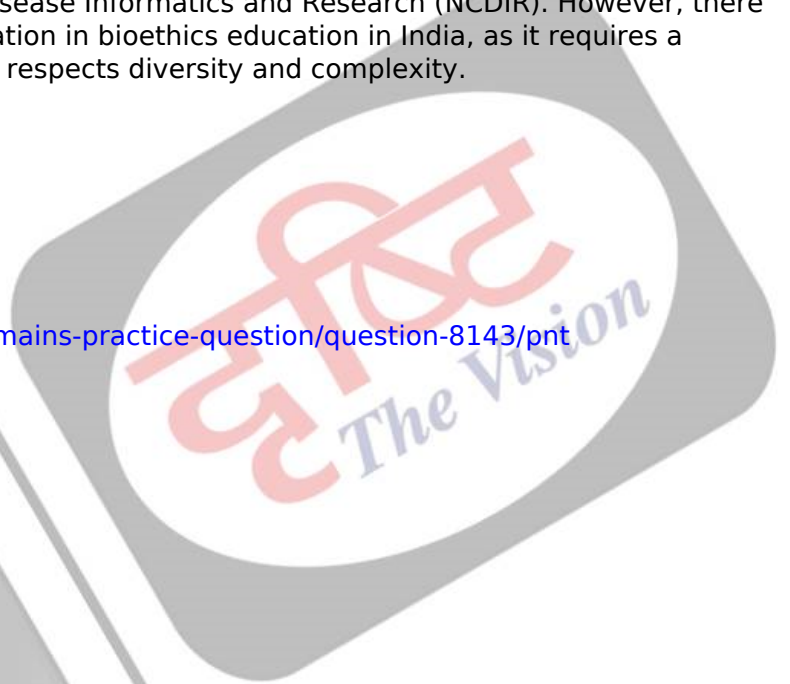 sease Informatics and Research (NCDIR). However, there
ation in bioethics education in India, as it requires a
respects diversity and complexity.
mains-practice-question/question-8143/pnt
दृष्टि
The Vision